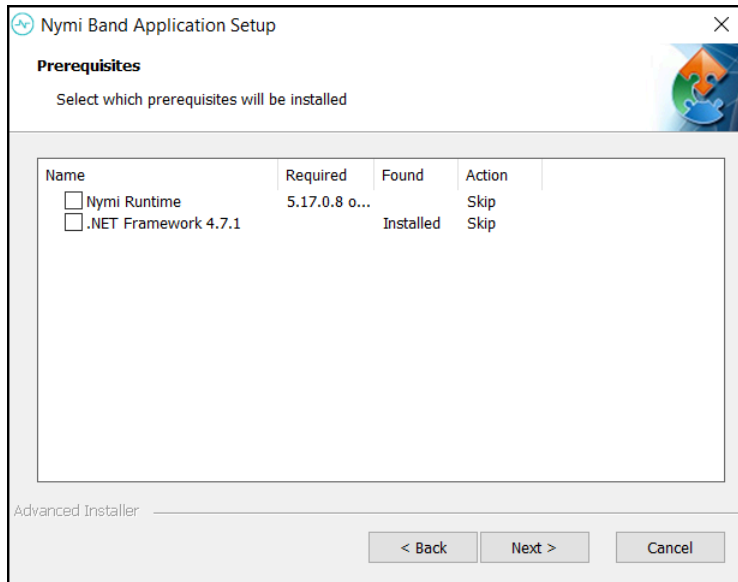 Nymi Band Application Setup
Prerequisites
Select which prerequisites will be installed
Name Required Found Action
Nymi Runtime 5.17.0.8 o... Skip
.NET Framework 4.7.1 Installed Skip
Advanced Installer
< Back Next > Cancel